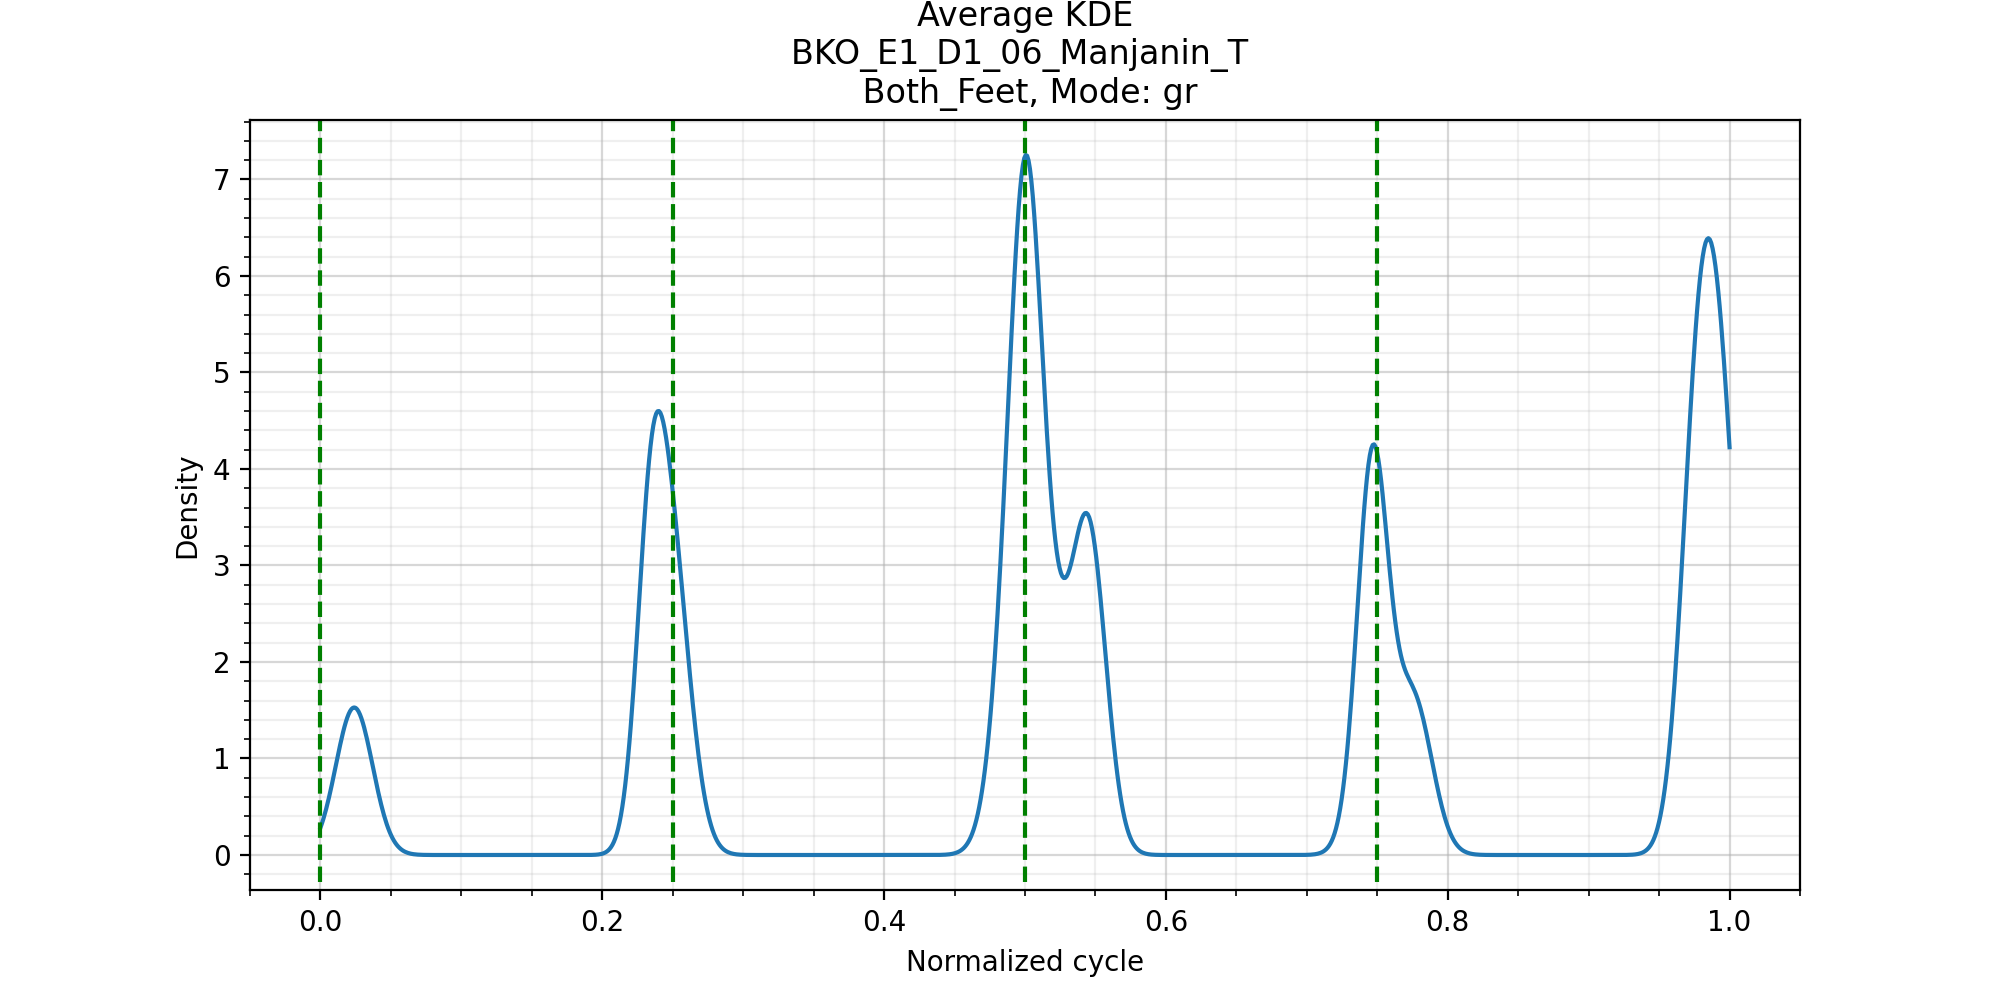 Average KDE
BKO_E1_D1_06_Manjanin_T
Both_Feet, Mode: gr
7
6
5
4
3
2
1
0
Density
0.0 0.2 0.4 0.6 0.8 1.0
Normalized cycle